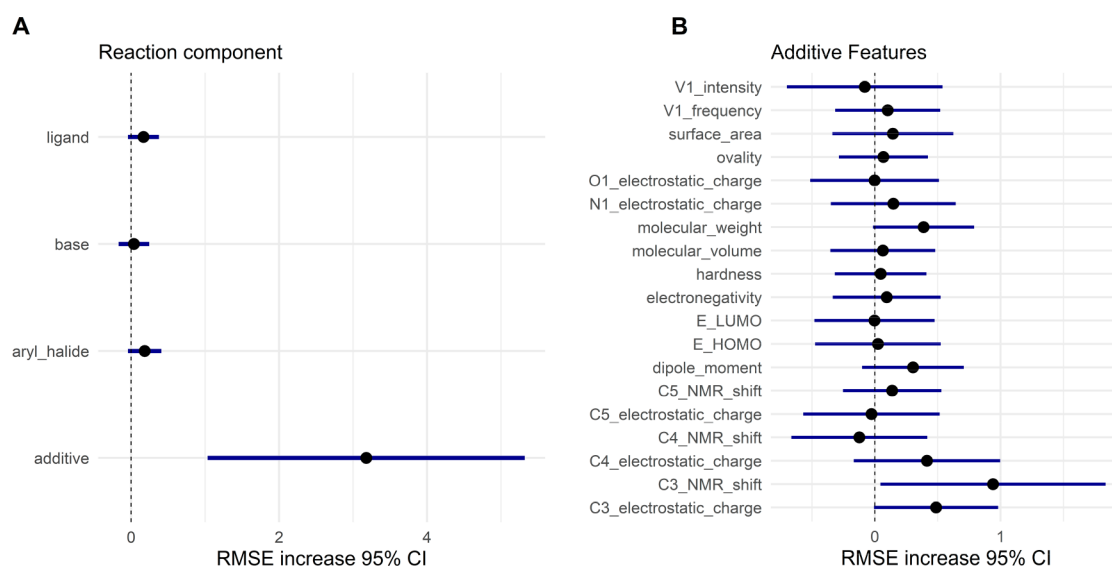 A
Reaction component
ligand
base
aryl_halide
additive
0
2
4
RMSE increase 95% CI
B
Additive Features
V1_intensity
V1_frequency
surface_area
ovality
O1_electrostatic_charge
N1_electrostatic_charge
molecular_weight
molecular_volume
hardness
electronegativity
E_LUMO
E_HOMO
dipole_moment
C5_NMR_shift
C5_electrostatic_charge
C4_NMR_shift
C4_electrostatic_charge
C3_NMR_shift
C3_electrostatic_charge
0
1
RMSE increase 95% CI